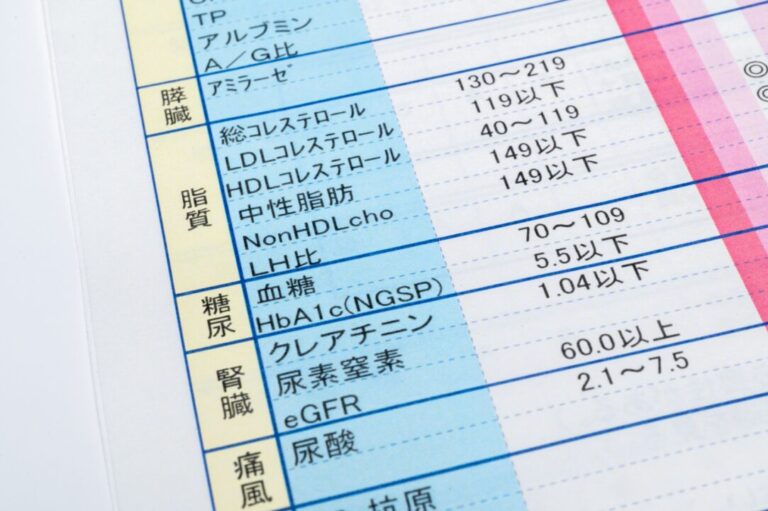 TP
アルブミン
A/G比
膵臓 アミラーゼ
脂質
総コレステロール 130～219
LDLコレステロール 119以下
HDLコレステロール 40～119
中性脂肪 149以下
NonHDLcho 149以下
LH比
糖尿
血糖 70～109
HbA1c(NGSP) 5.5以下
腎臓
クレアチニン 1.04以下
尿素窒素
eGFR 60.0以上
痛風
尿酸 2.1～7.5
抗原
◎